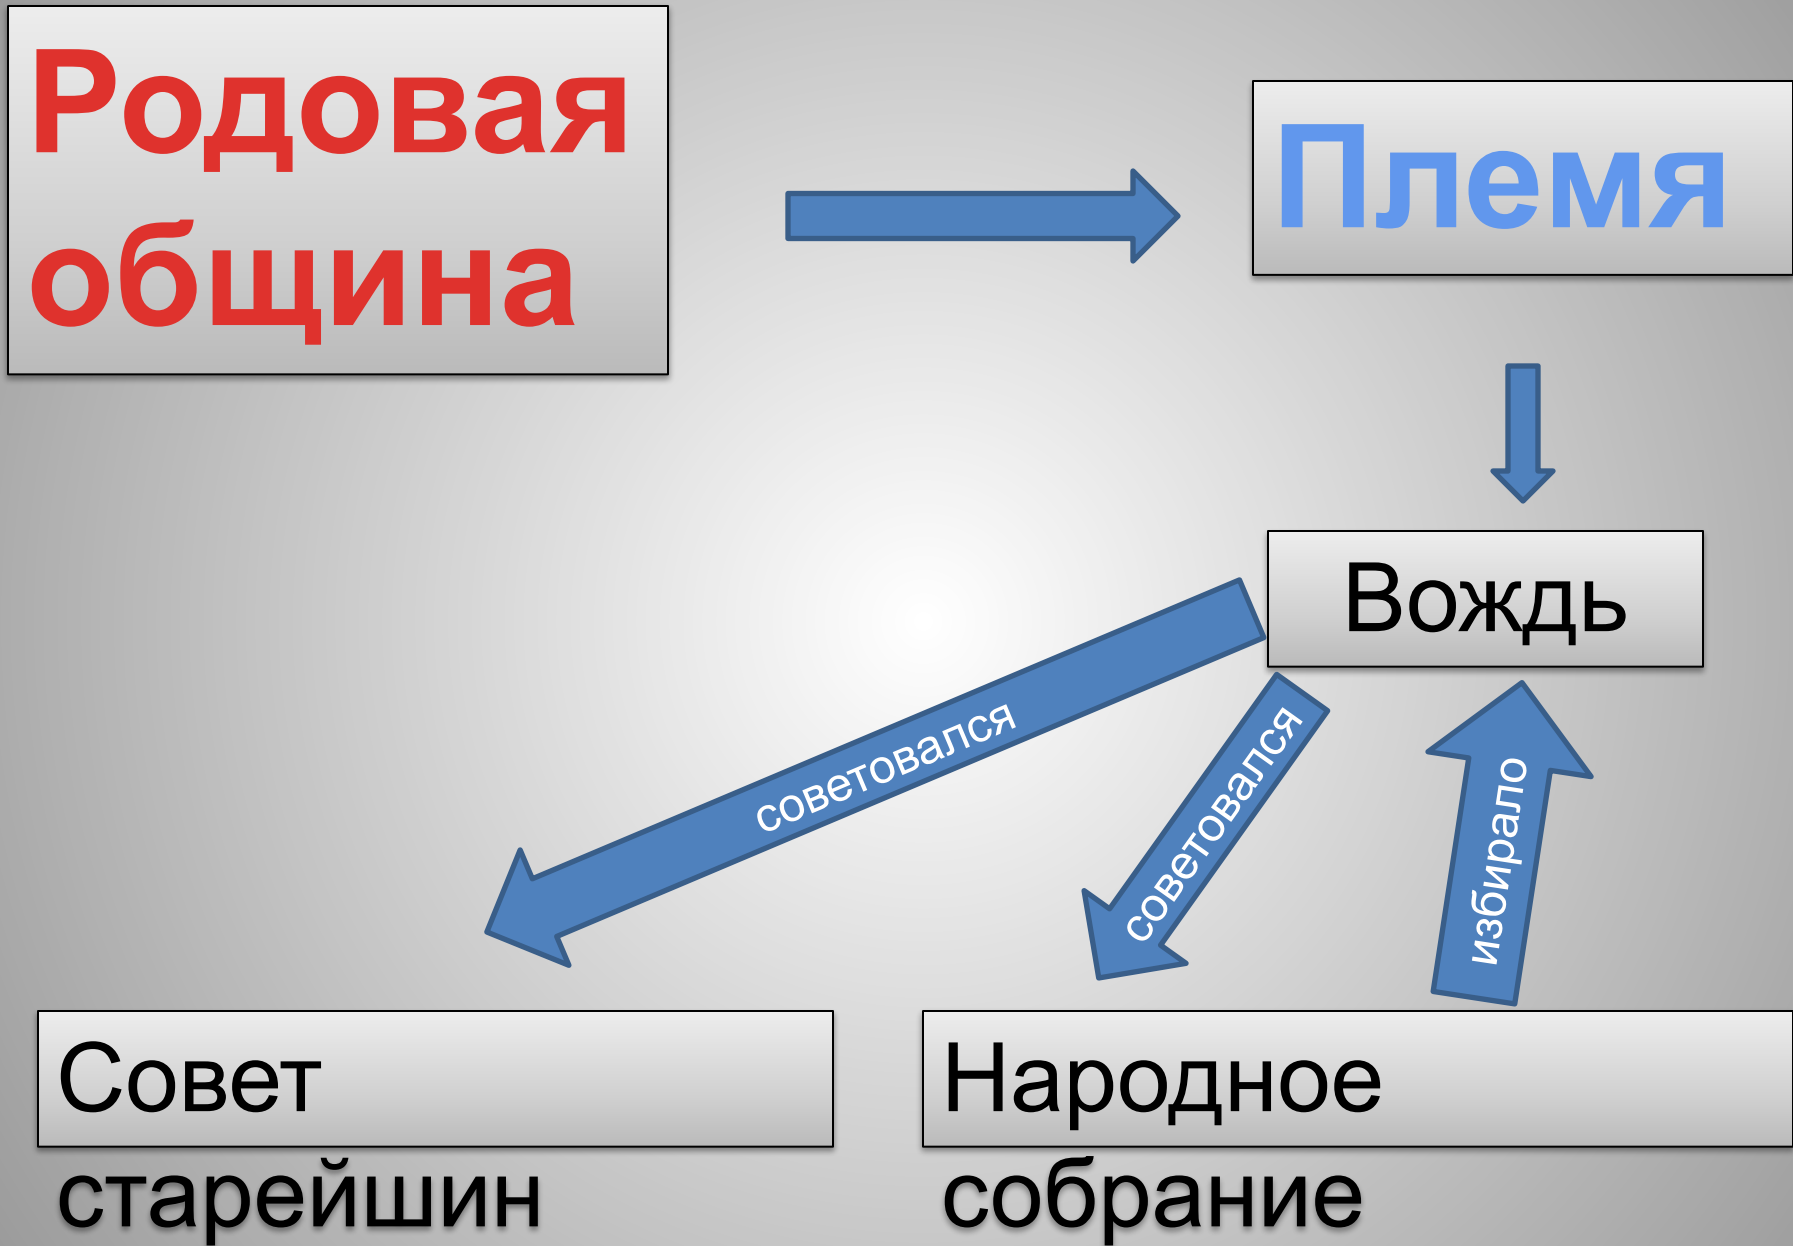 Родовая
община
Племя
Вождь
советовался
советовался
избирало
Совет
старейшин
Народное
собрание